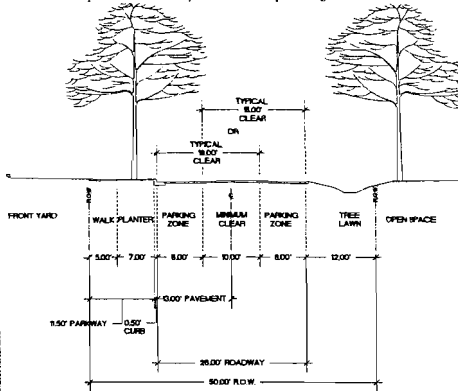 TYPICAL
18.00'
CLEAR
OR
TYPICAL
18.00'
CLEAR
R.O.W.
R.O.W.
FRONT YARD
WALK
PLANTER
PARKING
ZONE
MINIMUM
CLEAR
PARKING
ZONE
TREE
LAWN
OPEN SPACE
5.00'
7.00'
8.00'
10.00'
8.00'
12.00'
13.00' PAVEMENT
11.50' PARKWAY
0.50'
CURB
26.00' ROADWAY
50.00' R.O.W.